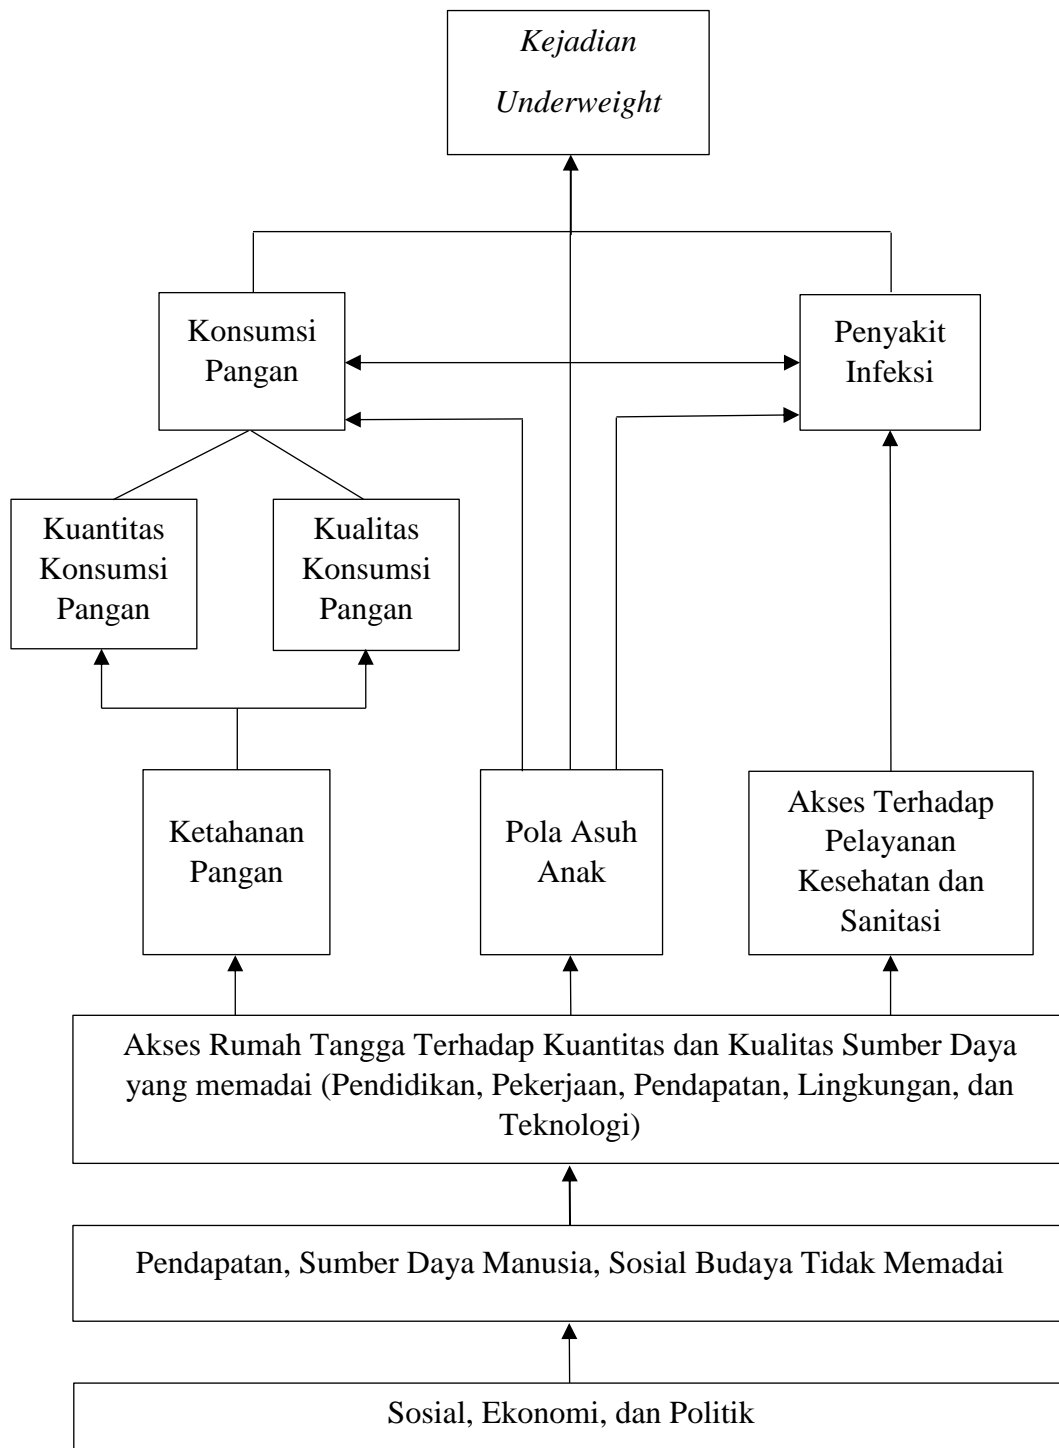 Kejadian
Underweight
Konsumsi
Pangan
Penyakit
Infeksi
Kuantitas
Konsumsi
Pangan
Kualitas
Konsumsi
Pangan
Ketahanan
Pangan
Pola Asuh
Anak
Akses Terhadap
Pelayanan
Kesehatan dan
Sanitasi
Akses Rumah Tangga Terhadap Kuantitas dan Kualitas Sumber Daya
yang memadai (Pendidikan, Pekerjaan, Pendapatan, Lingkungan, dan
Teknologi)
Pendapatan, Sumber Daya Manusia, Sosial Budaya Tidak Memadai
Sosial, Ekonomi, dan Politik